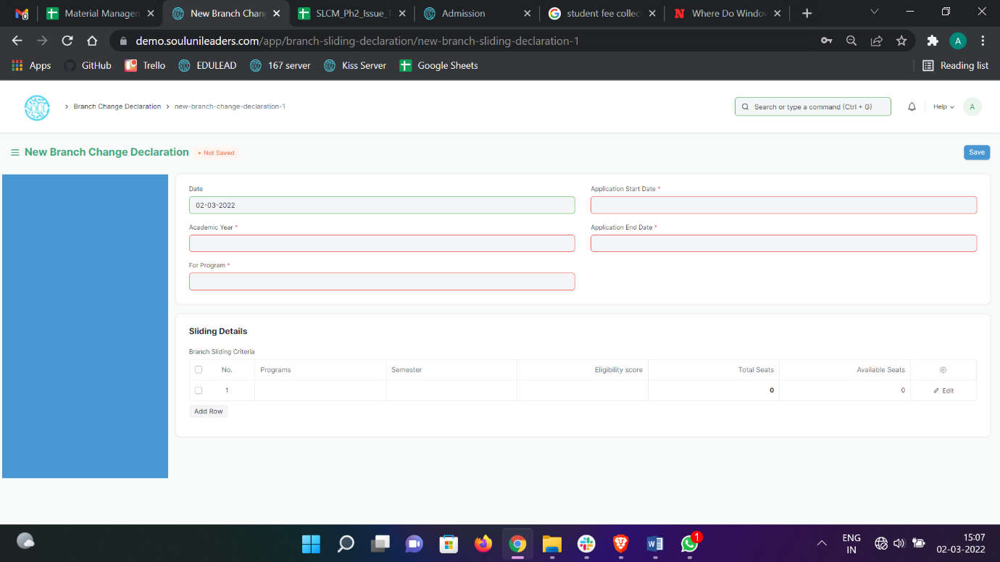 0
Material Managem
New Branch Chan
SLCM_Ph2_Issue_T
Admission
student fee collec
Where Do Window
demo.soulunileaders.com/app/branch-sliding-declaration/new-branch-sliding-declaration-1
A
Apps
GitHub
Trello
EDULEAD
167 server
Kiss Server
Google Sheets
Reading list
SOUL
Branch Change Declaration
new-branch-change-declaration-1
Search or type a command (Ctrl + G)
Help
A
New Branch Change Declaration
• Not Saved
Save
Date
02-03-2022
Application Start Date *
Academic Year *
Application End Date *
For Program *
Sliding Details
Branch Sliding Criteria
No. Programs Semester Eligibility score Total Seats Available Seats
1 0 0 Edit
Add Row
1
ENG
IN
15:07
02-03-2022